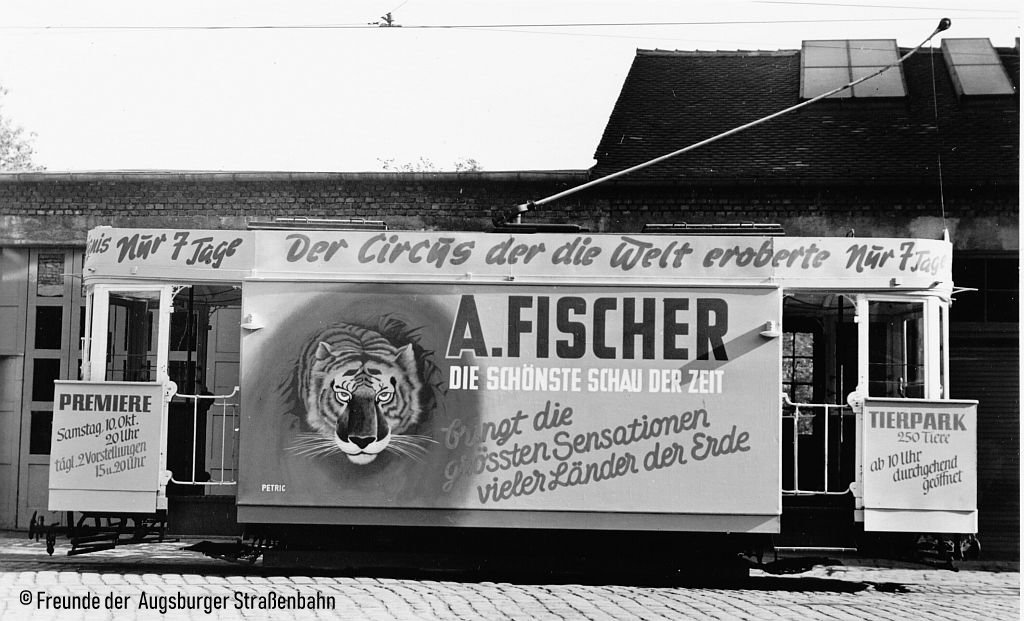 nis Nur 7 Tage
Der Circus der die Welt eroberte
Nur 7 Tage
A. FISCHER
DIE SCHÖNSTE SCHAU DER ZEIT
bringt die
grössten Sensationen
vieler Länder der Erde
PETRIC
PREMIERE
Samstag, 10. Okt.
20 Uhr
tägl. 2 Vorstellungen
15 u. 20 Uhr
TIERPARK
250 Tiere
ab 10 Uhr
durchgehend
geöffnet
© Freunde der Augsburger Straßenbahn